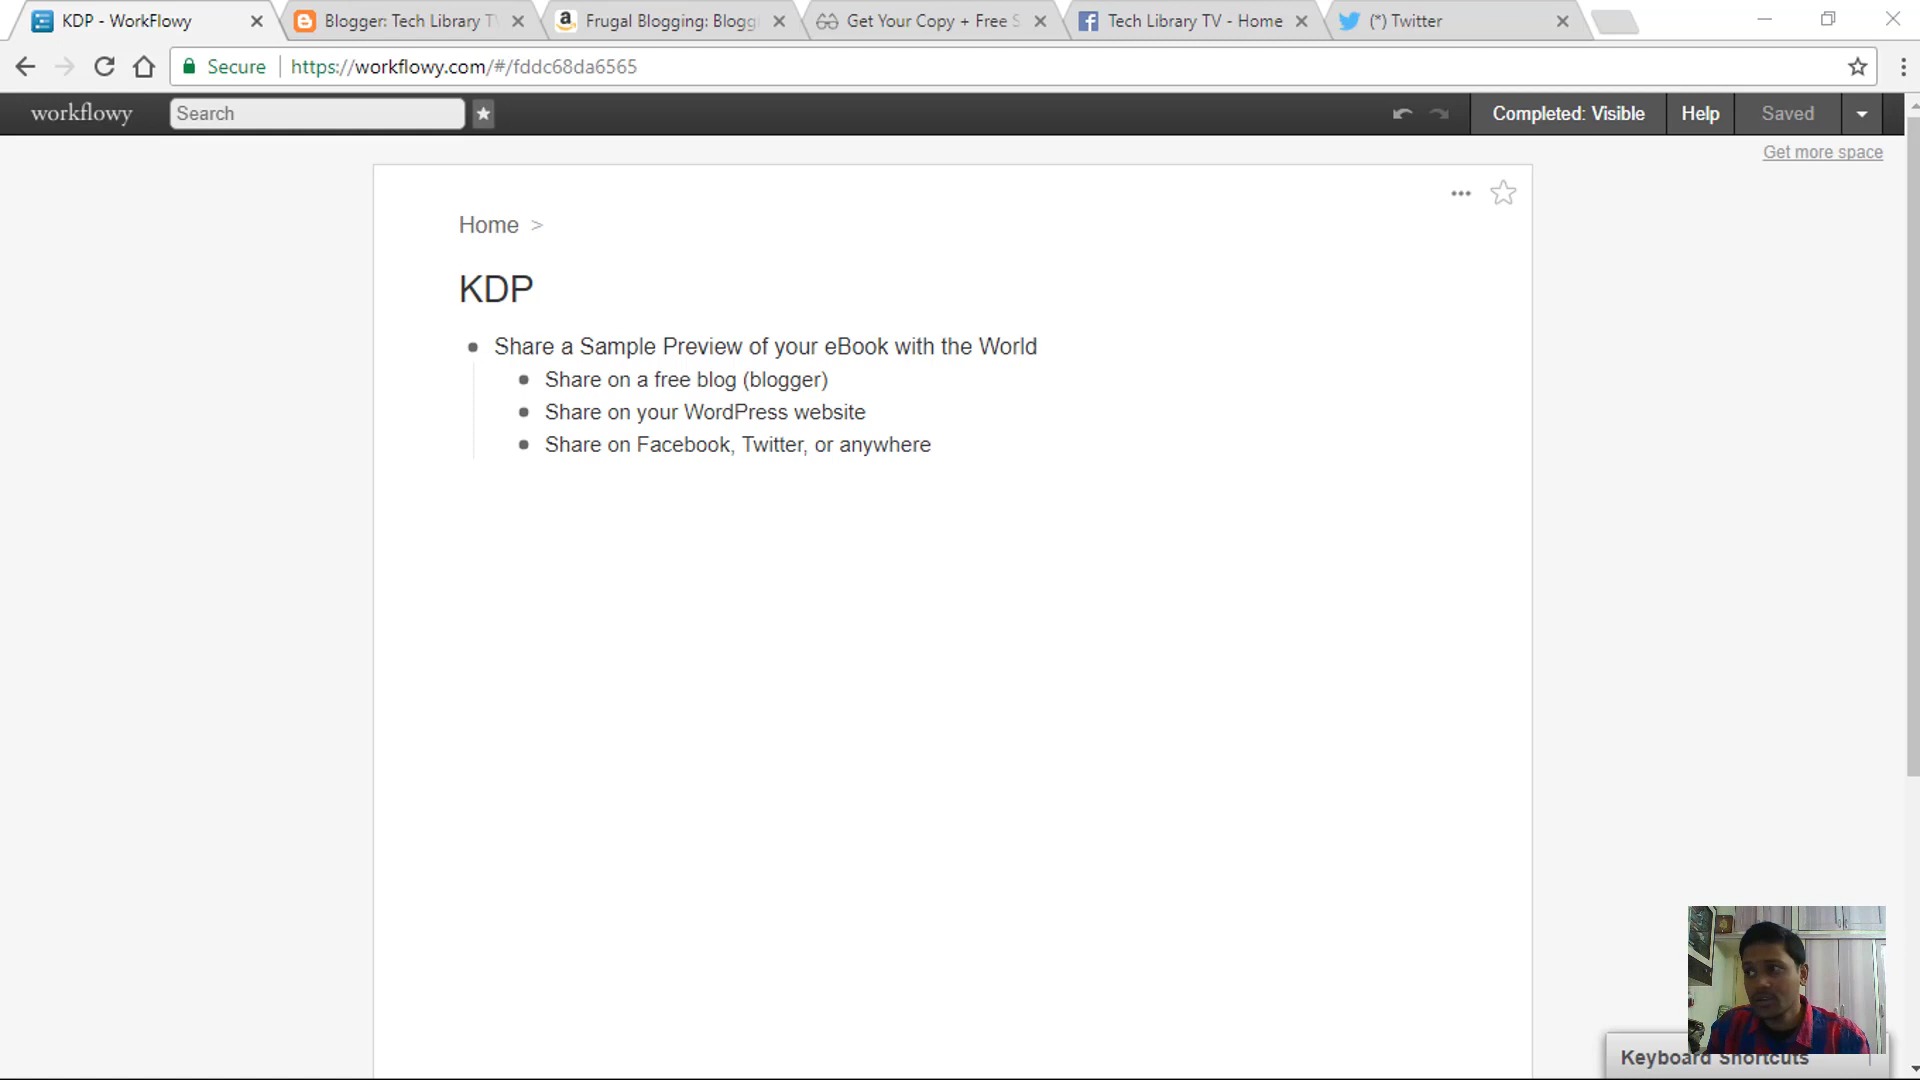 KDP - WorkFlowy
Blogger: Tech Library T
Frugal Blogging: Bloggi
Get Your Copy + Free S
Tech Library TV - Home
(*) Twitter
Secure
https://workflowy.com/#/fddc68da6565
workflowy
Search
Completed: Visible
Help
Saved
Get more space
Home >
KDP
Share a Sample Preview of your eBook with the World
Share on a free blog (blogger)
Share on your WordPress website
Share on Facebook, Twitter, or anywhere
Keyboard Shortcuts